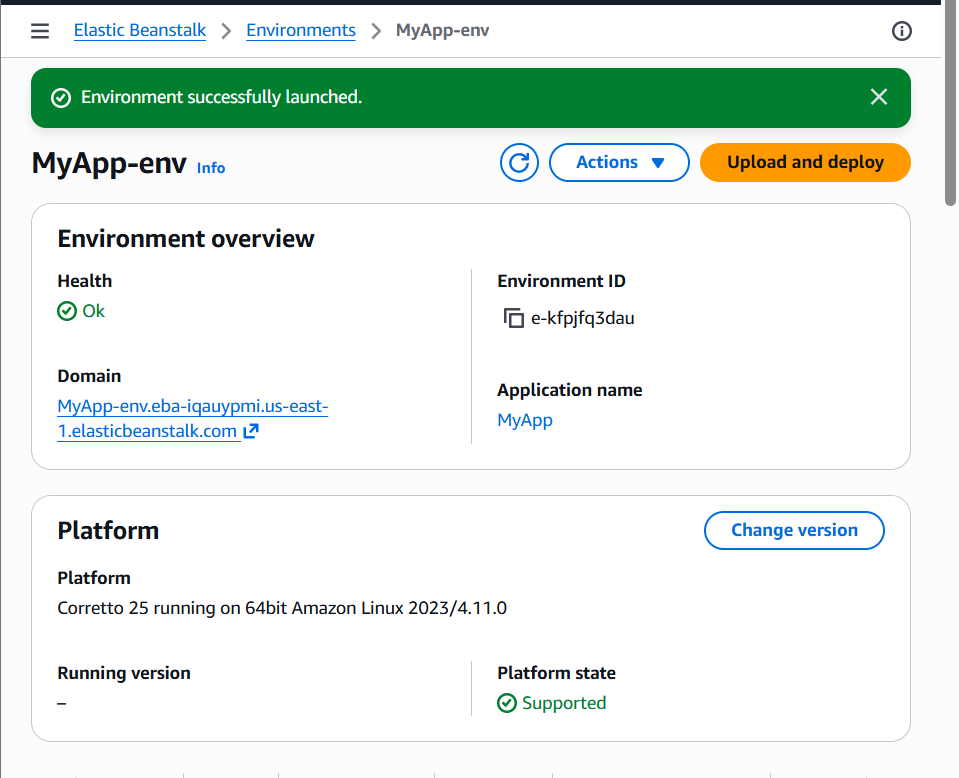 Elastic Beanstalk > Environments > MyApp-env
Environment successfully launched.
MyApp-env Info
Actions
Upload and deploy
Environment overview
Health
Ok
Environment ID
e-kfpjfq3dau
Domain
MyApp-env.eba-iqauypmi.us-east-
1.elasticbeanstalk.com
Application name
MyApp
Platform
Change version
Platform
Corretto 25 running on 64bit Amazon Linux 2023/4.11.0
Running version
–
Platform state
Supported